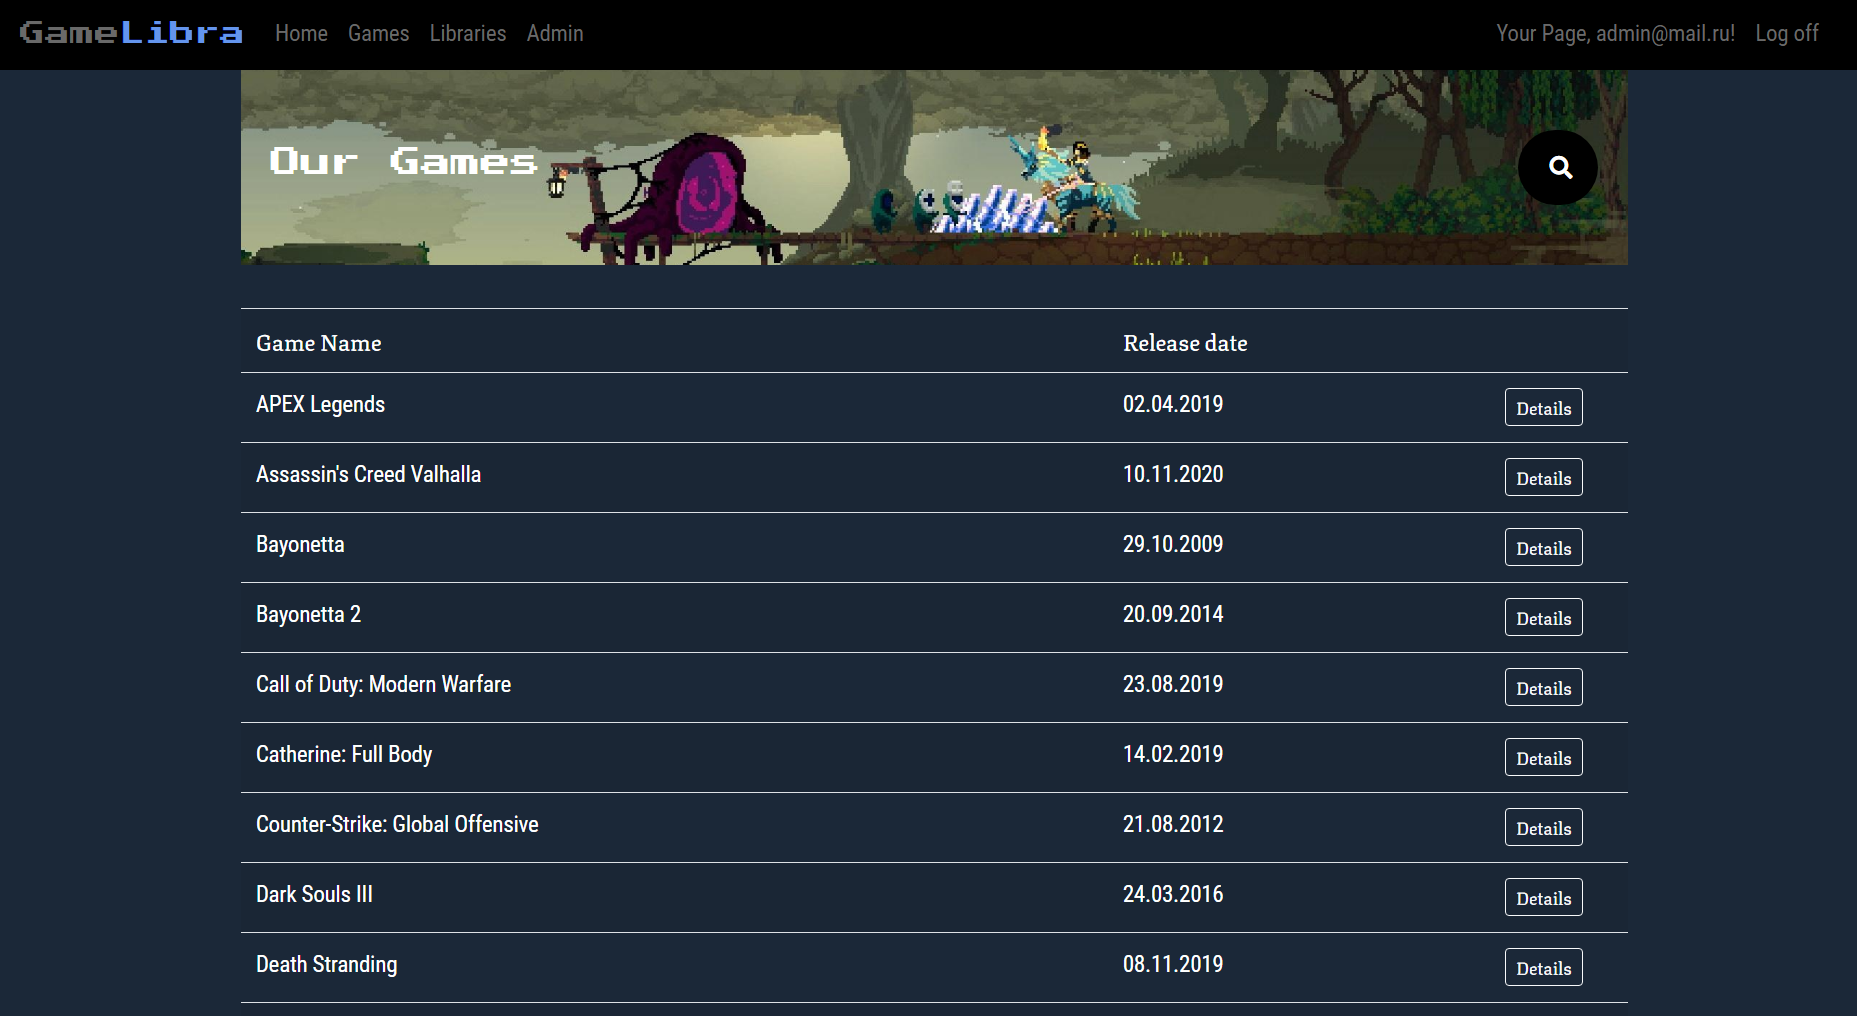 GameLibra Home Games Libraries Admin Your Page, admin@mail.ru! Log off
Our Games
Game Name Release date
APEX Legends 02.04.2019 Details
Assassin's Creed Valhalla 10.11.2020 Details
Bayonetta 29.10.2009 Details
Bayonetta 2 20.09.2014 Details
Call of Duty: Modern Warfare 23.08.2019 Details
Catherine: Full Body 14.02.2019 Details
Counter-Strike: Global Offensive 21.08.2012 Details
Dark Souls III 24.03.2016 Details
Death Stranding 08.11.2019 Details